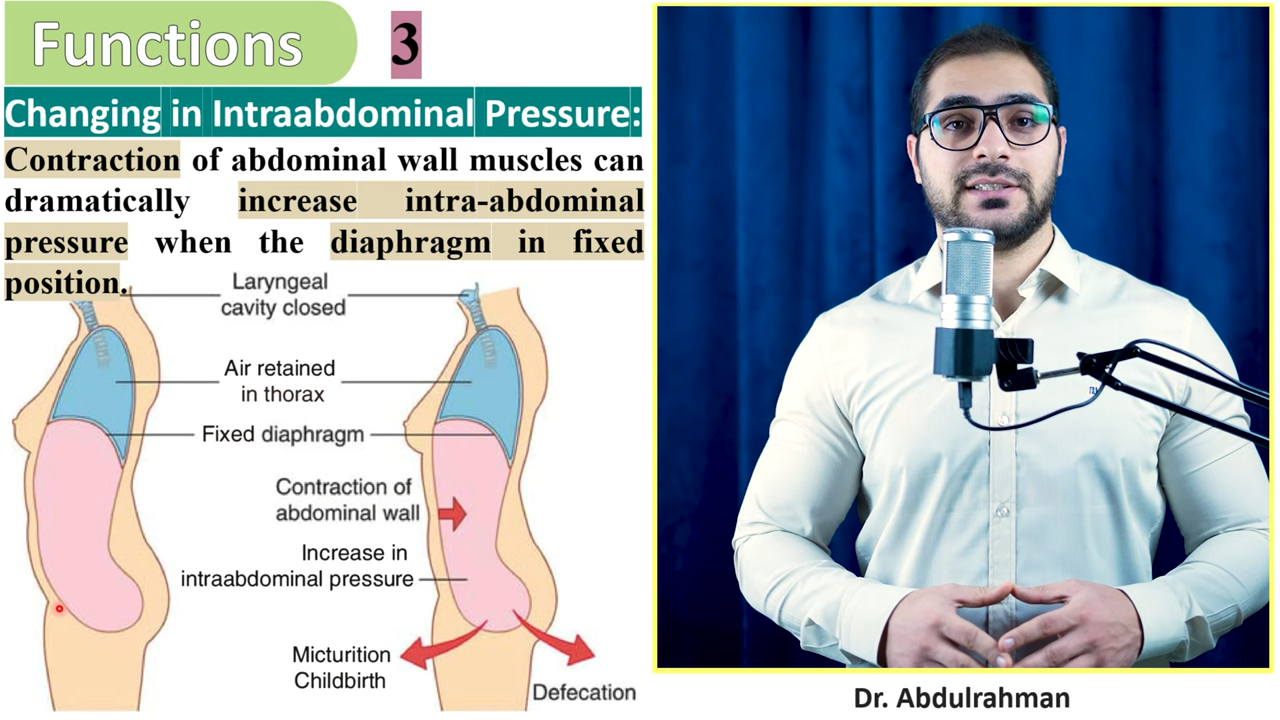 Functions 3
Changing in Intraabdominal Pressure:
Contraction of abdominal wall muscles can
dramatically increase intra-abdominal
pressure when the diaphragm in fixed
position.
Laryngeal
cavity closed
Air retained
in thorax
Fixed diaphragm
Contraction of
abdominal wall
Increase in
intraabdominal pressure
Micturition
Childbirth
Defecation
Dr. Abdulrahman